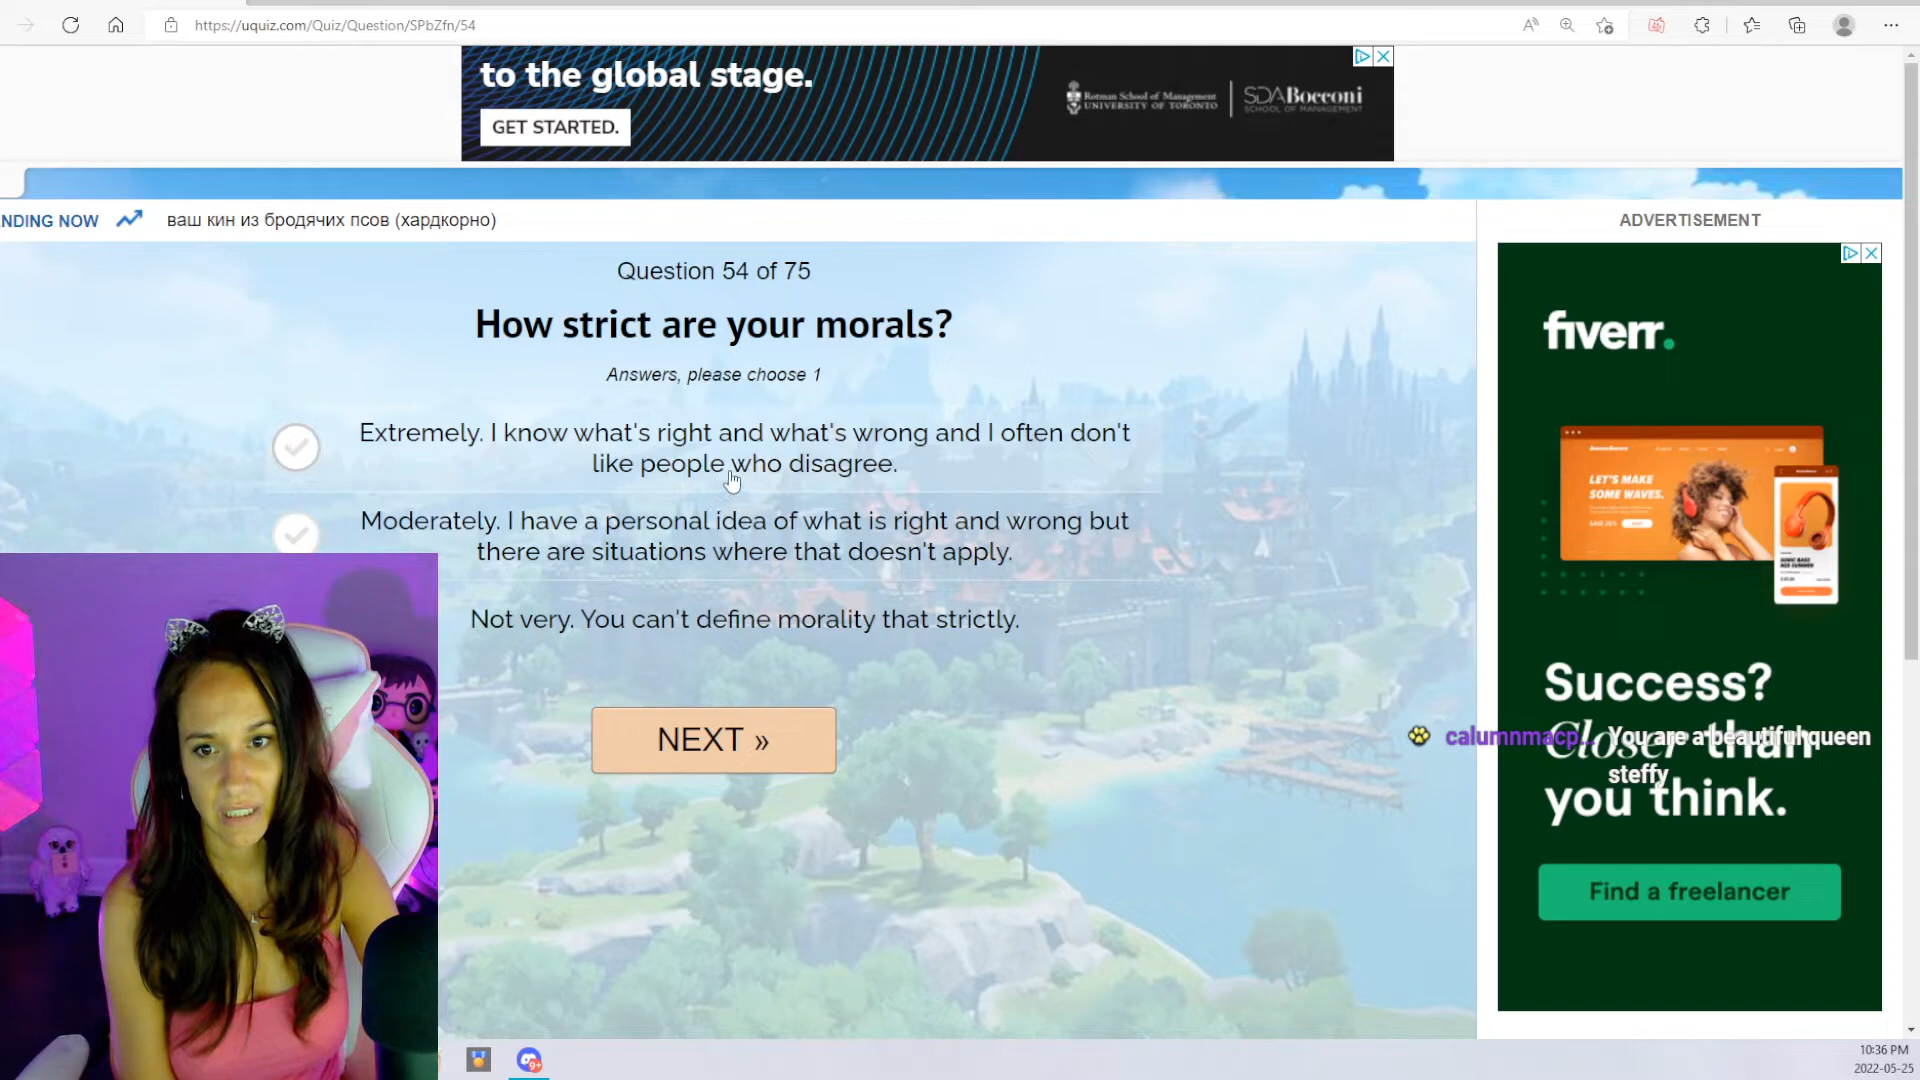 https://uquiz.com/Quiz/Question/SPbZfn/54
to the global stage.
GET STARTED.
Rotman School of Management
UNIVERSITY OF TORONTO
SDA Bocconi
SCHOOL OF MANAGEMENT
NDING NOW
ваш кин из бродячих псов (хардкорно)
ADVERTISEMENT
Question 54 of 75
How strict are your morals?
Answers, please choose 1
Extremely. I know what's right and what's wrong and I often don't
like people who disagree.
Moderately. I have a personal idea of what is right and wrong but
there are situations where that doesn't apply.
Not very. You can't define morality that strictly.
NEXT »
fiverr.
LET'S MAKE
SOME WAVES.
Success?
Closer than
you think.
Find a freelancer
calumnmacp...
You are a beautiful queen
steffy
9+
10:36 PM
2022-05-25